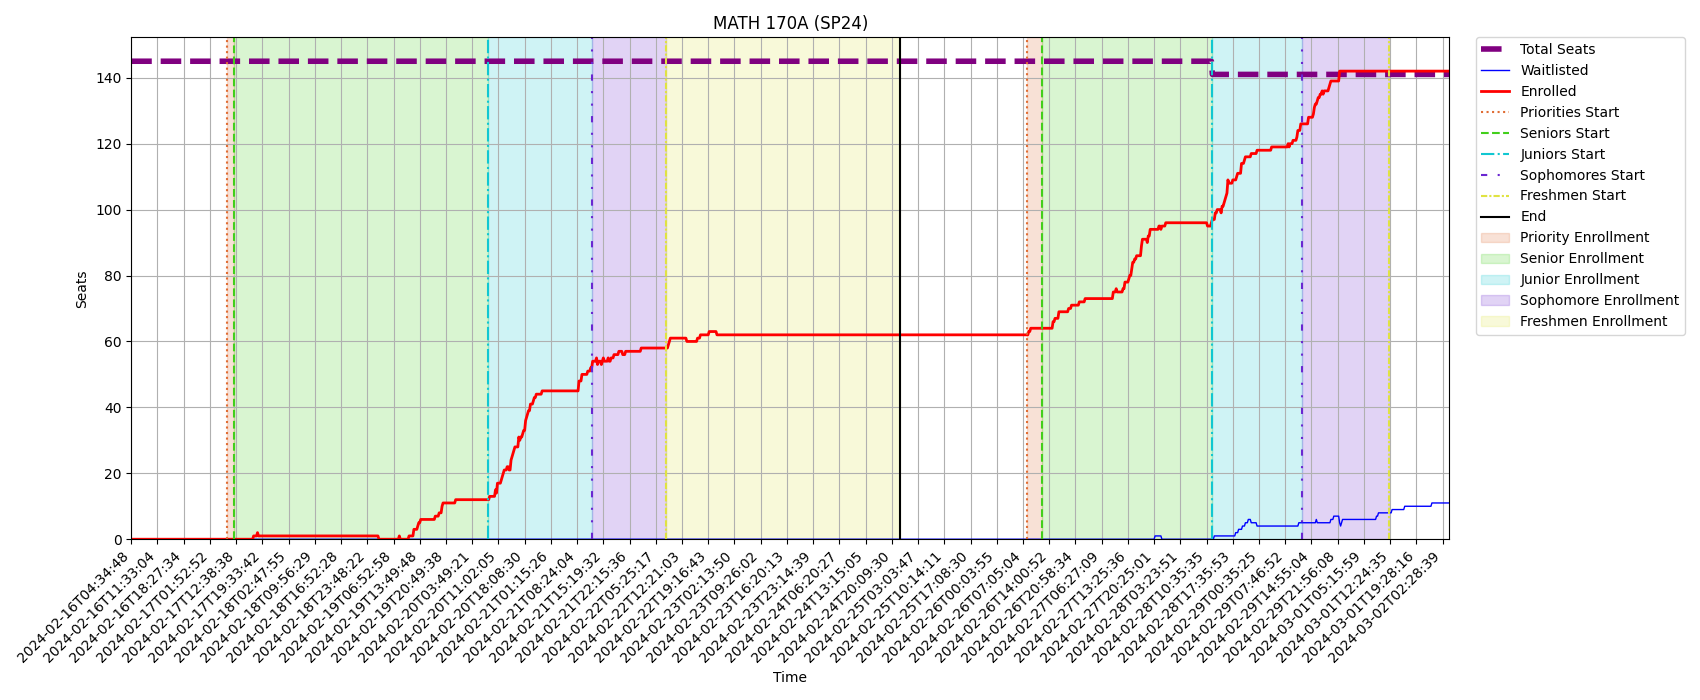 MATH 170A (SP24)
Total Seats
Waitlisted
Enrolled
Priorities Start
Seniors Start
Juniors Start
Sophomores Start
Freshmen Start
End
Priority Enrollment
Senior Enrollment
Junior Enrollment
Sophomore Enrollment
Freshmen Enrollment
Seats
140
120
100
80
60
40
20
0
2024-02-16T04:34:48
2024-02-16T11:33:04
2024-02-16T18:27:34
2024-02-17T01:52:52
2024-02-17T12:38:38
2024-02-17T19:33:42
2024-02-18T02:47:55
2024-02-18T09:56:29
2024-02-18T16:52:28
2024-02-18T23:48:22
2024-02-19T06:52:58
2024-02-19T13:49:48
2024-02-19T20:49:38
2024-02-20T03:49:21
2024-02-20T11:02:05
2024-02-20T18:08:30
2024-02-21T01:15:26
2024-02-21T08:24:04
2024-02-21T15:19:32
2024-02-21T22:15:36
2024-02-22T05:25:17
2024-02-22T12:21:03
2024-02-22T19:16:43
2024-02-23T02:13:50
2024-02-23T09:26:02
2024-02-23T16:20:13
2024-02-23T23:14:39
2024-02-24T06:20:27
2024-02-24T13:15:05
2024-02-24T20:09:30
2024-02-25T03:03:47
2024-02-25T10:14:11
2024-02-25T17:08:30
2024-02-26T00:03:55
2024-02-26T07:05:04
2024-02-26T14:00:52
2024-02-26T20:58:34
2024-02-27T06:27:09
2024-02-27T13:25:36
2024-02-27T20:25:01
2024-02-28T03:23:51
2024-02-28T10:35:35
2024-02-28T17:35:53
2024-02-29T00:35:25
2024-02-29T07:46:52
2024-02-29T14:55:04
2024-02-29T21:56:08
2024-03-01T05:15:59
2024-03-01T12:24:35
2024-03-01T19:28:16
2024-03-02T02:28:39
Time